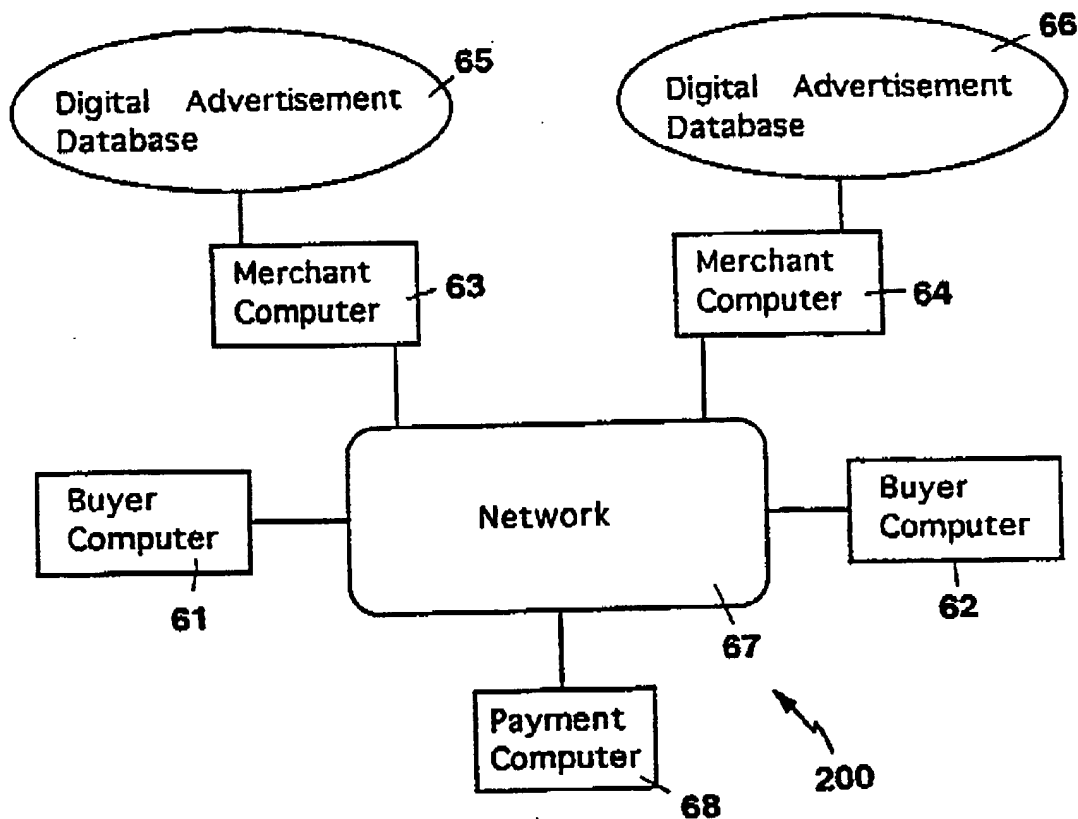 65
Digital Advertisement
Database
66
Digital Advertisement
Database
Merchant
Computer
63
Merchant
Computer
64
Buyer
Computer
61
Network
67
Buyer
Computer
62
Payment
Computer
68
200